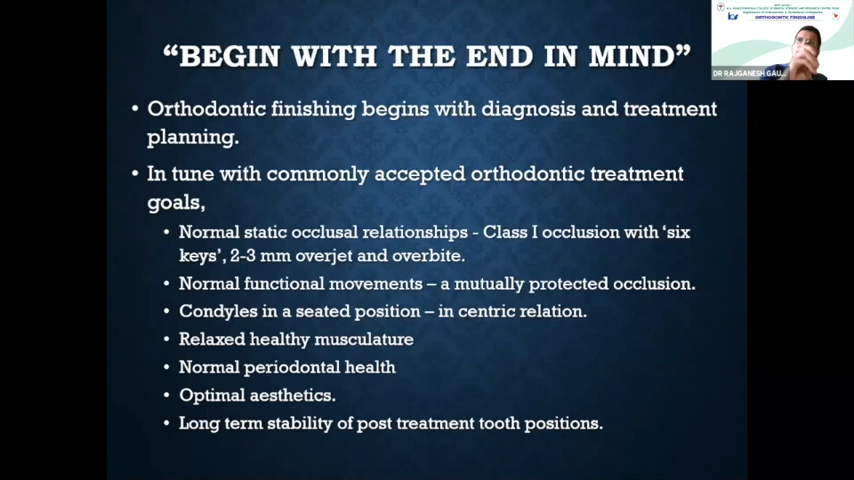 “BEGIN WITH THE END IN MIND”
• Orthodontic finishing begins with diagnosis and treatment
planning.
• In tune with commonly accepted orthodontic treatment
goals,
• Normal static occlusal relationships - Class I occlusion with ‘six
keys’, 2-3 mm overjet and overbite.
• Normal functional movements – a mutually protected occlusion.
• Condyles in a seated position – in centric relation.
• Relaxed healthy musculature
• Normal periodontal health
• Optimal aesthetics.
• Long term stability of post treatment tooth positions.
ORTHODONTIC FINISHLINE
DR RAJGANESH GAU...